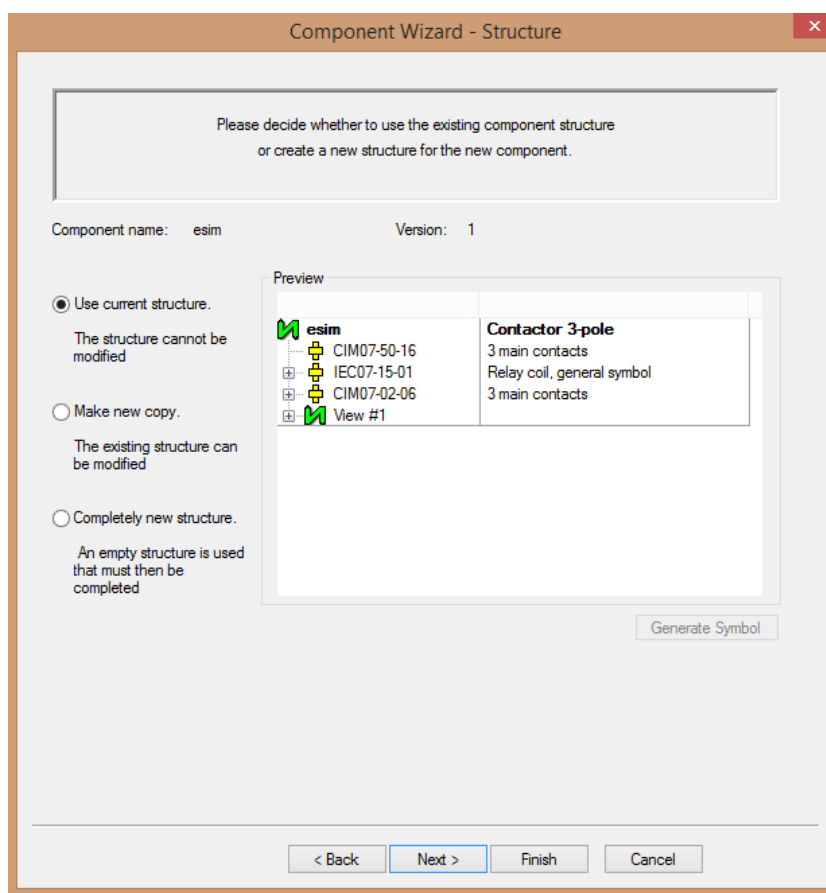 Component Wizard - Structure
Please decide whether to use the existing component structure
or create a new structure for the new component.
Component name: esim Version: 1
Preview
Use current structure.
The structure cannot be
modified
Make new copy.
The existing structure can
be modified
Completely new structure.
An empty structure is used
that must then be
completed
esim Contactor 3-pole
CIM07-50-16 3 main contacts
IEC07-15-01 Relay coil, general symbol
CIM07-02-06 3 main contacts
View #1
Generate Symbol
< Back Next > Finish Cancel